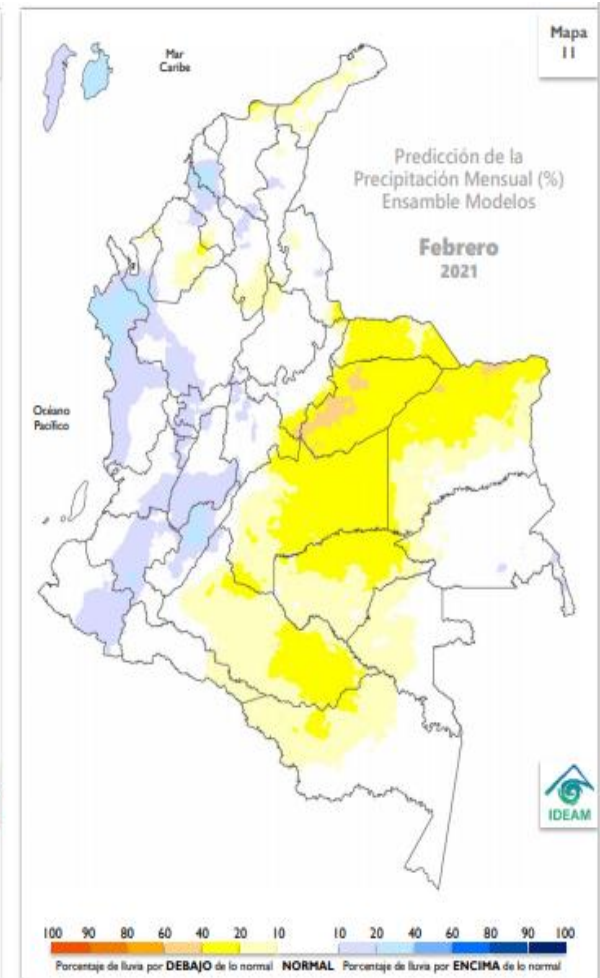 Mapa
11
Mar
Caribe
Predicción de la
Precipitación Mensual (%)
Ensamble Modelos
Febrero
2021
Océano
Pacífico
IDEAM
100 90 80 60 40 20 10 10 20 40 60 80 90 100
Porcentaje de lluvia por DEBAJO de lo normal NORMAL Porcentaje de lluvia por ENCIMA de lo normal